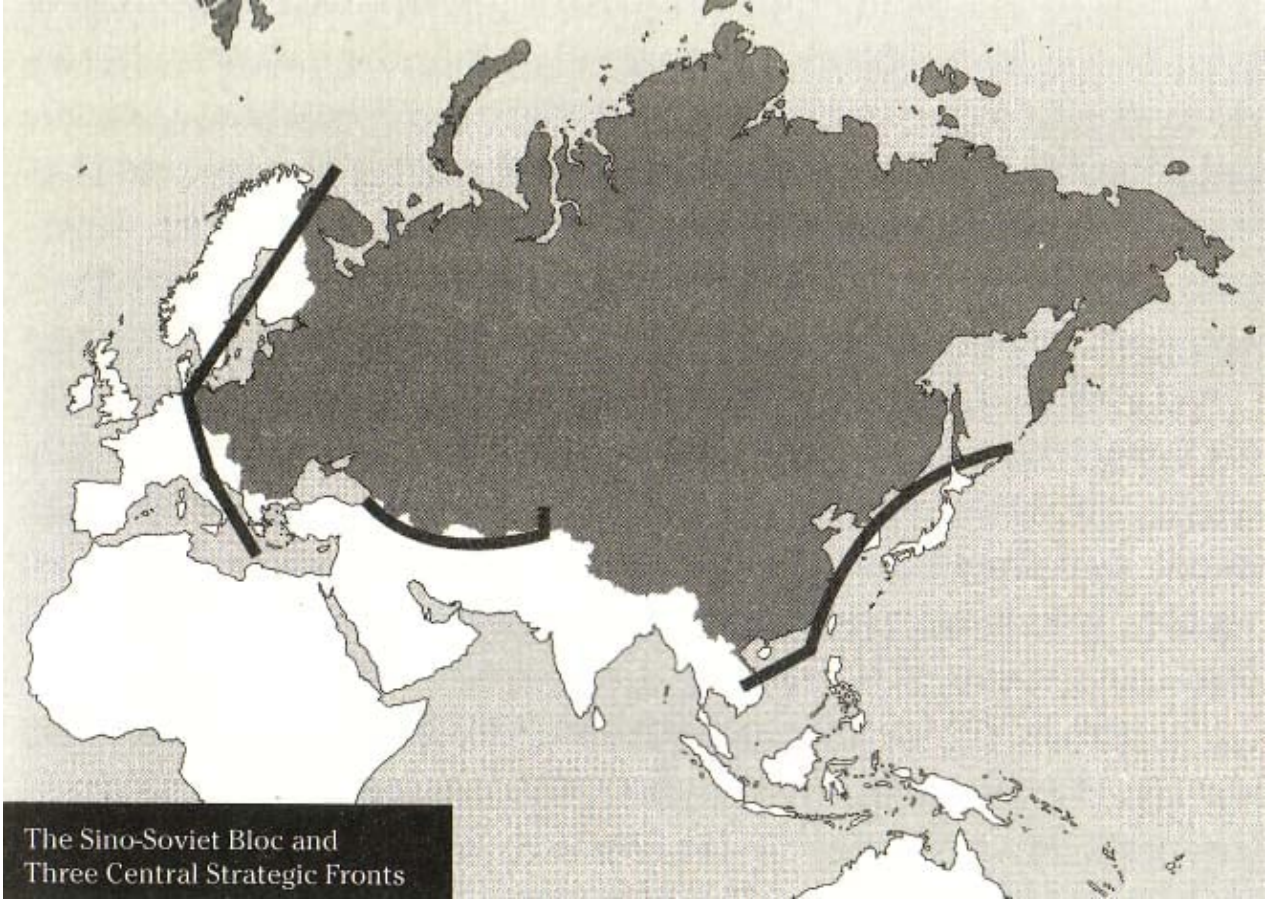 The Sino-Soviet Bloc and
Three Central Strategic Fronts